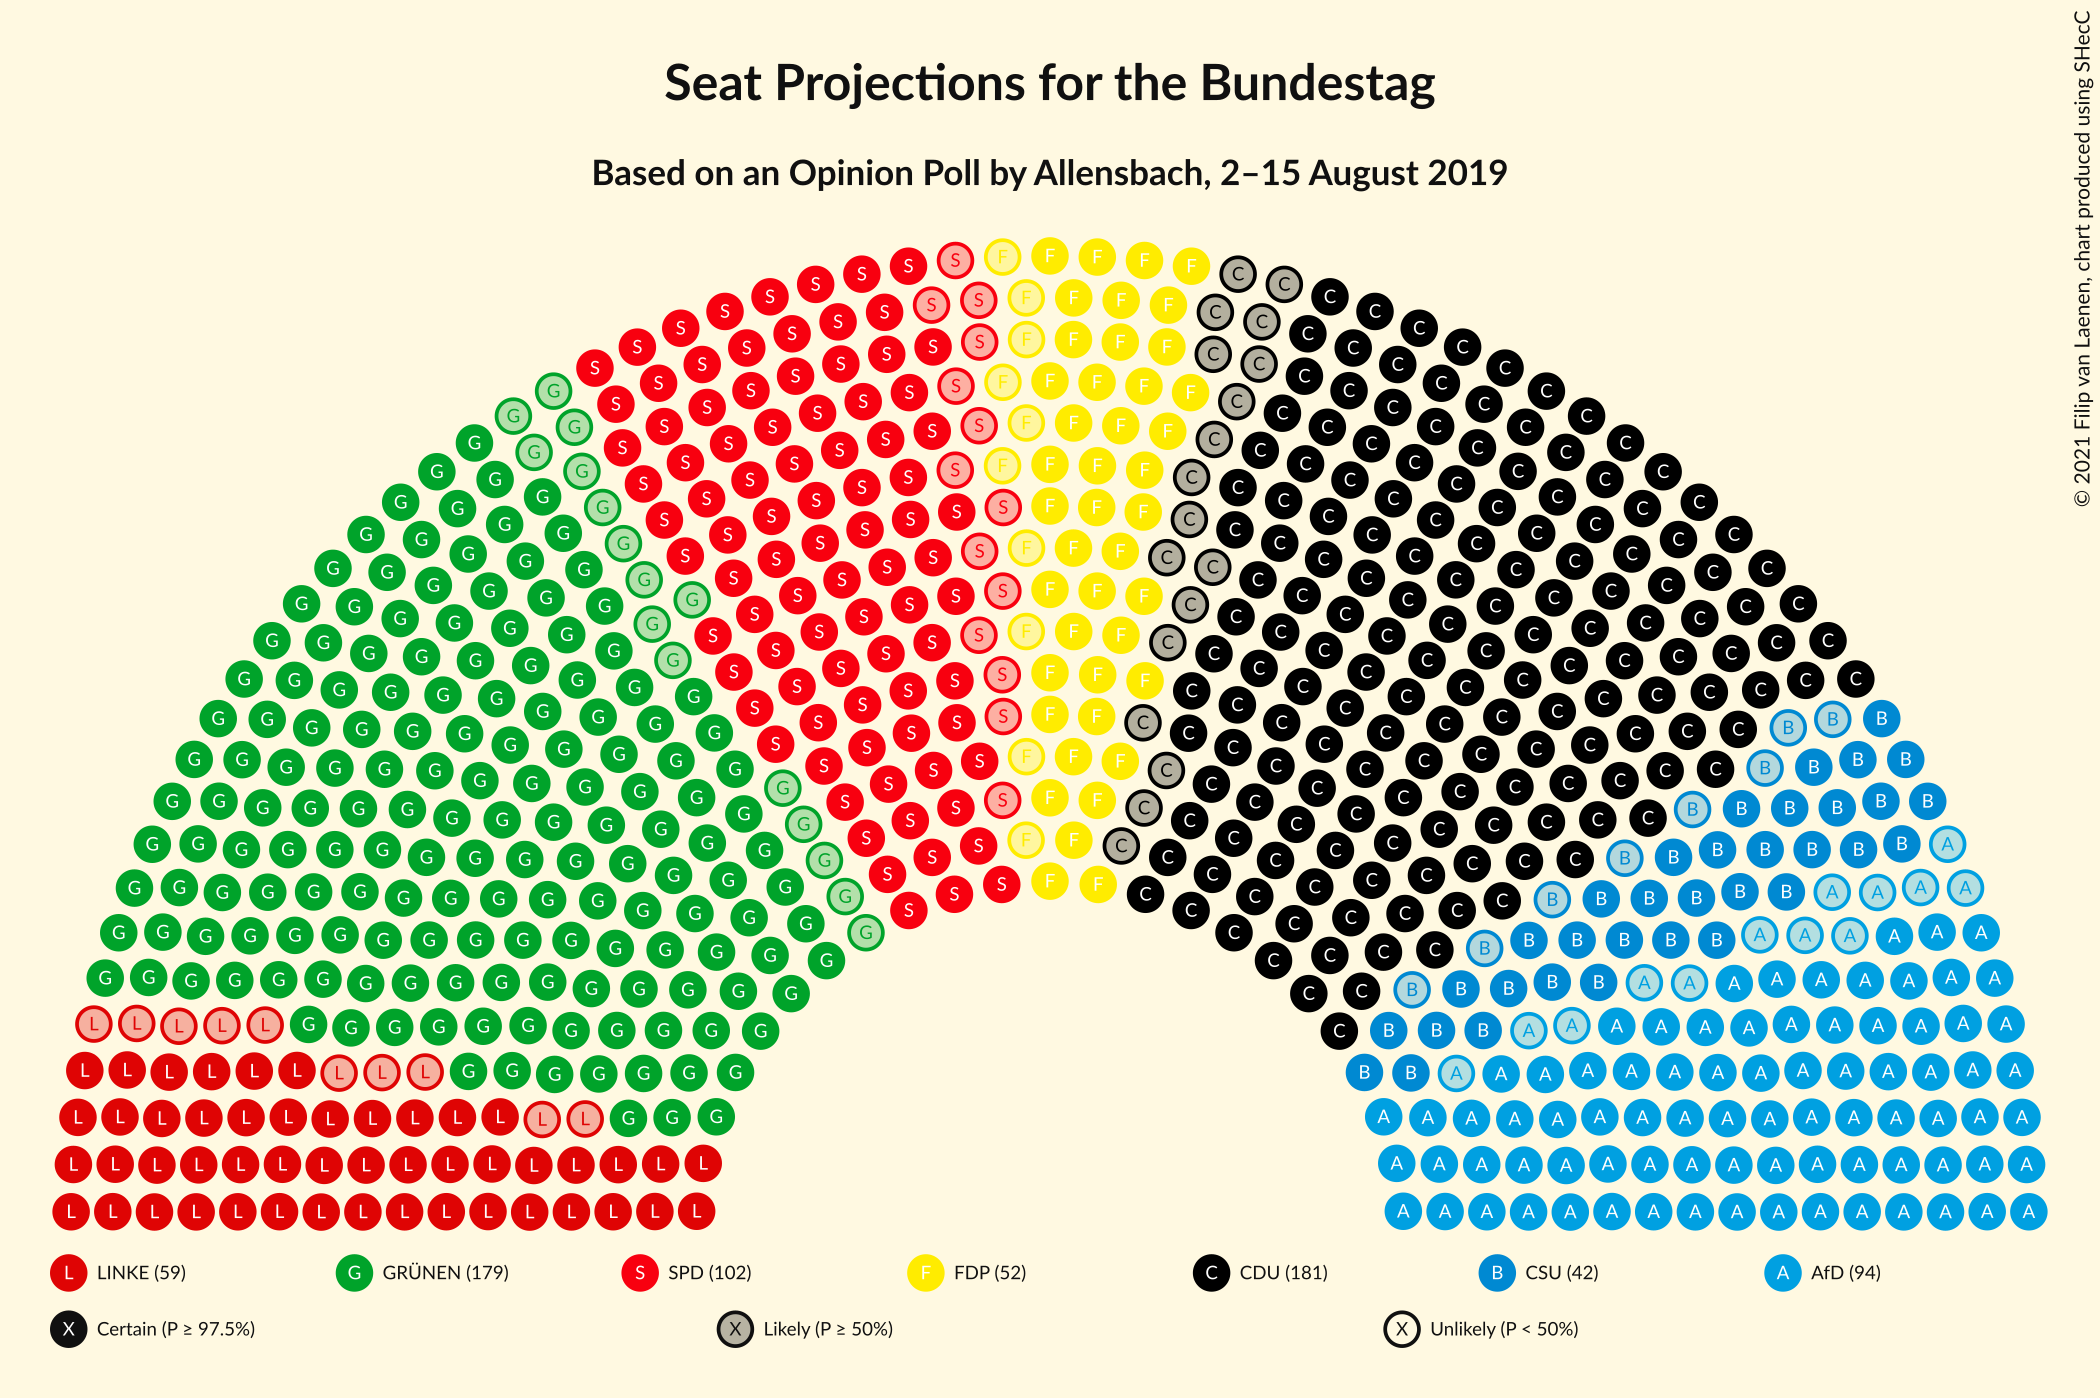 Seat Projections for the Bundestag
Based on an Opinion Poll by Allensbach, 2–15 August 2019
© 2021 Filip van Laenen, chart produced using SHecC
L LINKE (59) G GRÜNEN (179) S SPD (102) F FDP (52) C CDU (181) B CSU (42) A AfD (94)
X Certain (P ≥ 97.5%) X Likely (P ≥ 50%) X Unlikely (P < 50%)